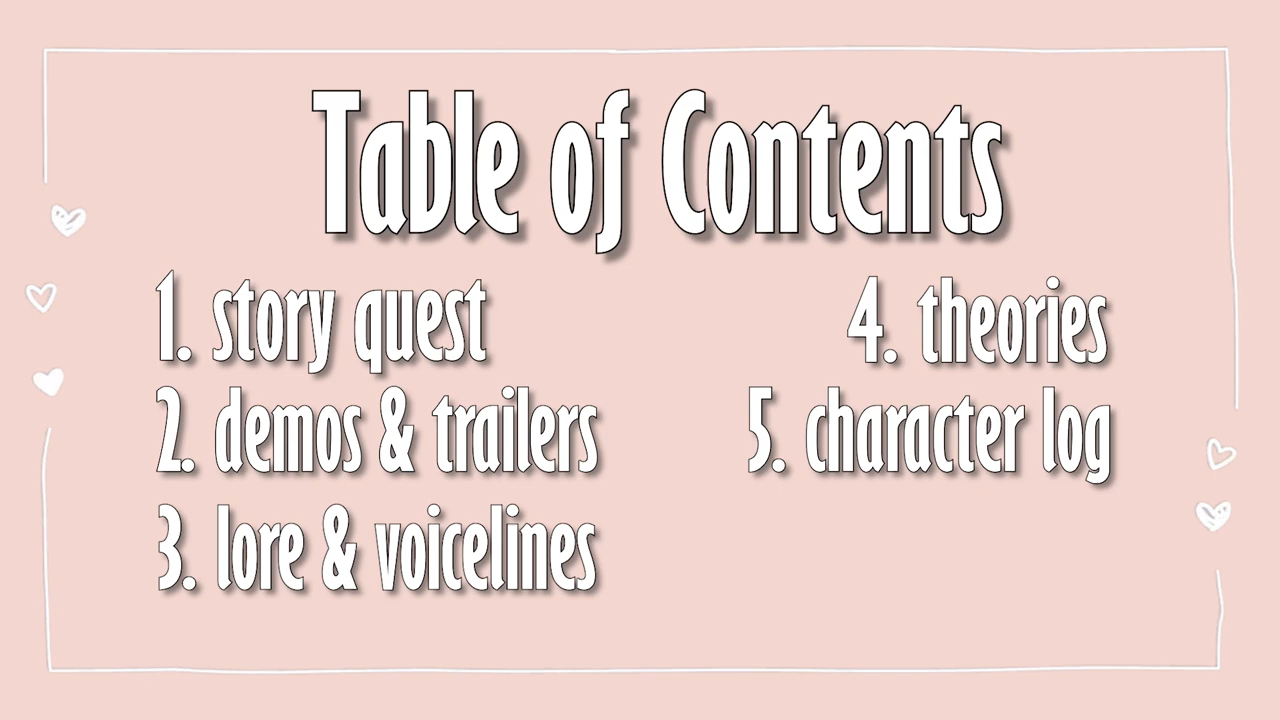 Table of Contents
1. story quest
2. demos & trailers
3. lore & voicelines
4. theories
5. character log